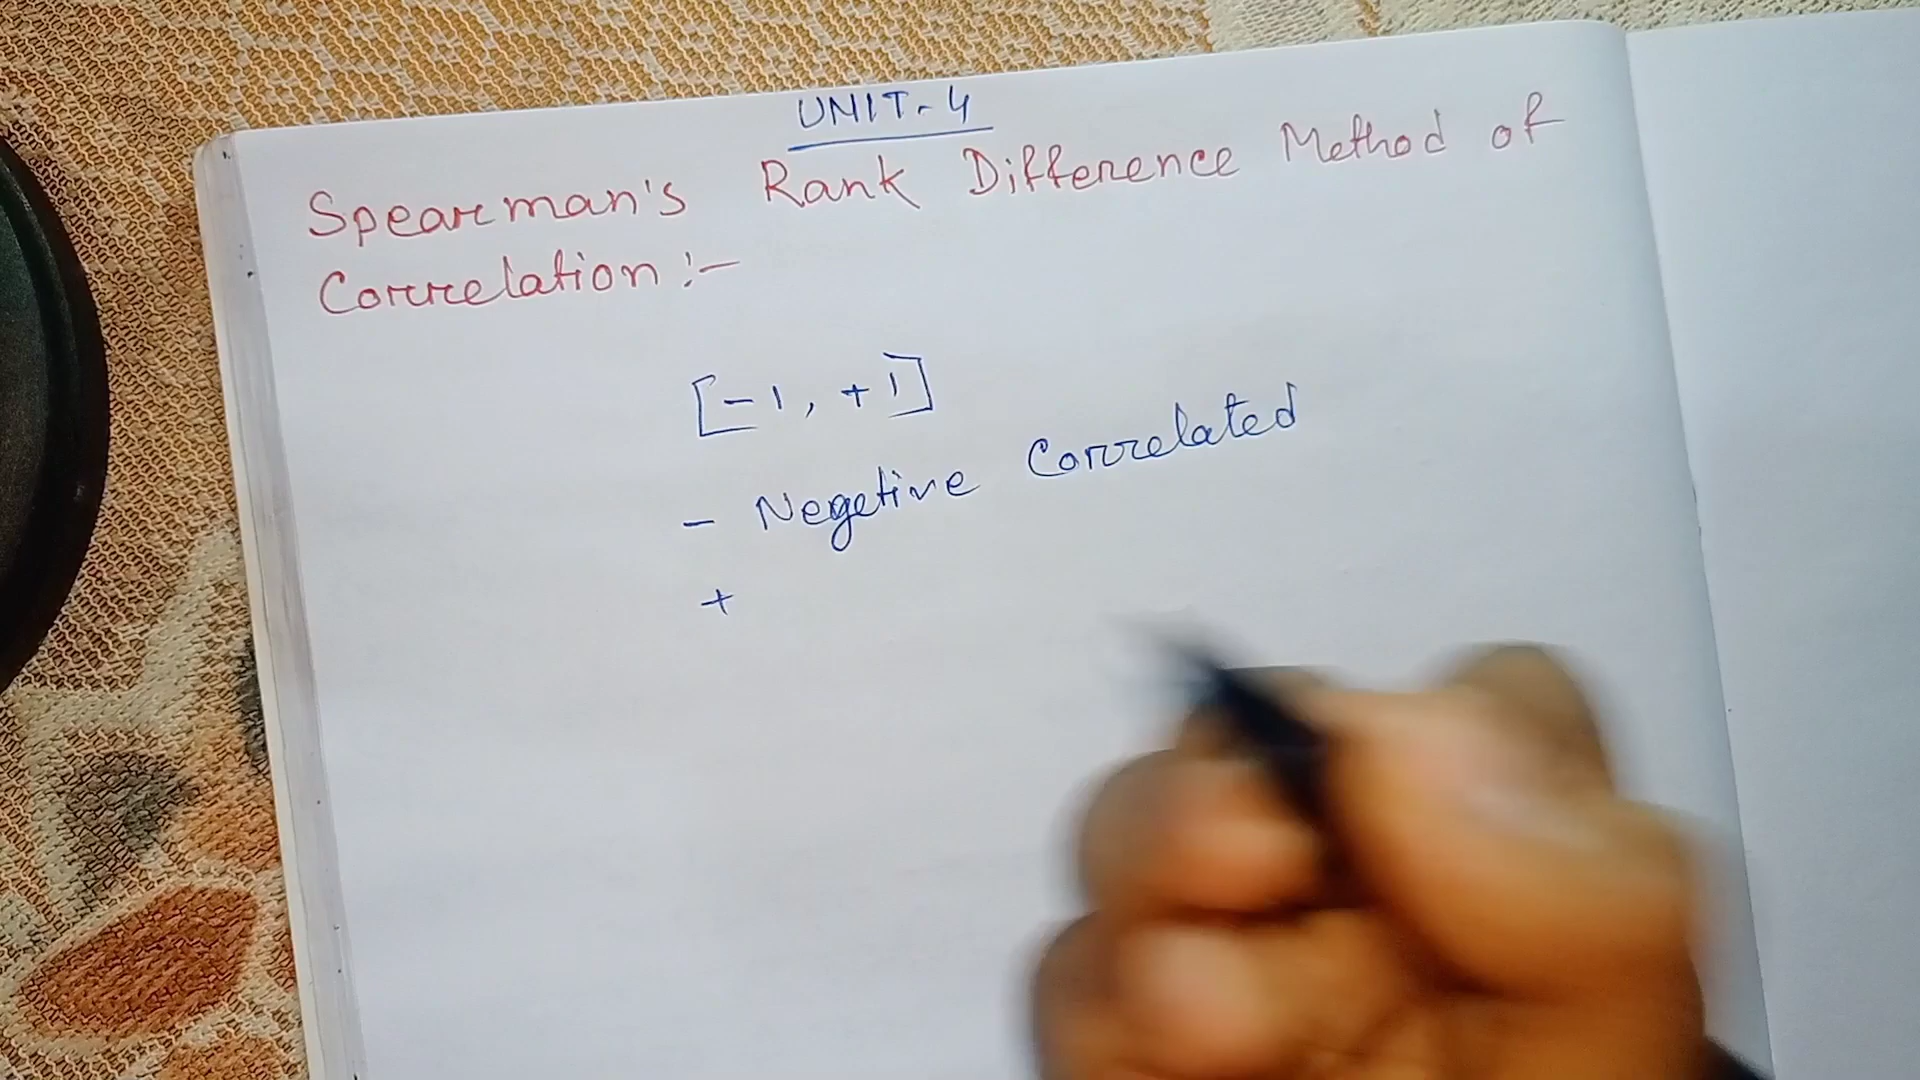 UNIT-4
Spearman's Rank Difference Method of
Correlation :-
[-1, +1]
- Negetive Correlated
+